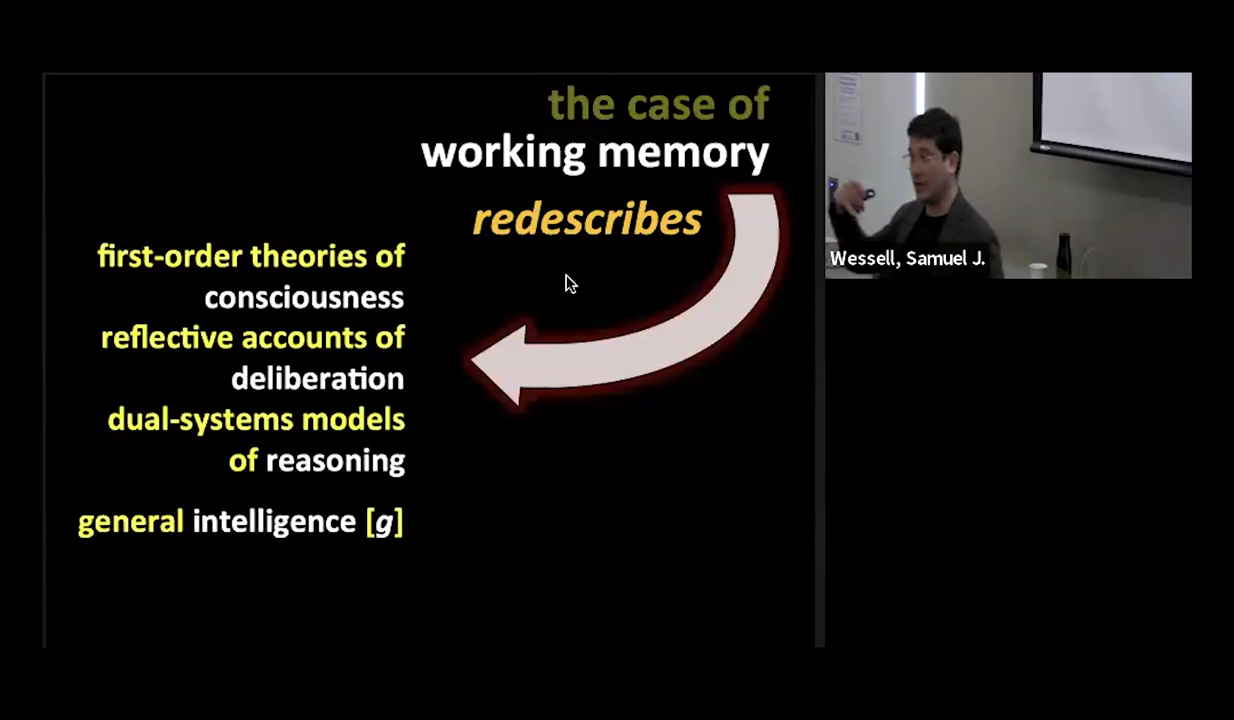 the case of
working memory
redescribes
first-order theories of
consciousness
reflective accounts of
deliberation
dual-systems models
of reasoning
general intelligence [g]
Wessell, Samuel J.